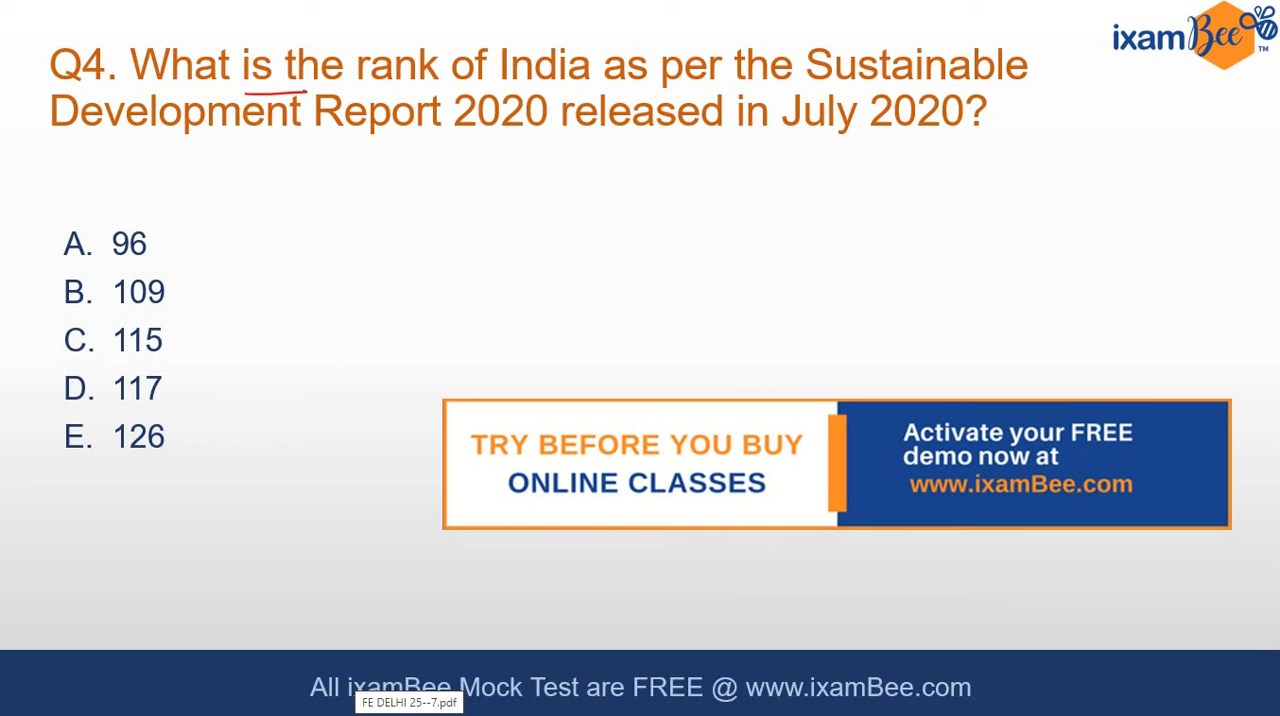 ixamBee™
Q4. What is the rank of India as per the Sustainable
Development Report 2020 released in July 2020?
A. 96
B. 109
C. 115
D. 117
E. 126
TRY BEFORE YOU BUY
ONLINE CLASSES
Activate your FREE
demo now at
www.ixamBee.com
All ixamBee Mock Test are FREE @ www.ixamBee.com
FE DELHI 25--7.pdf